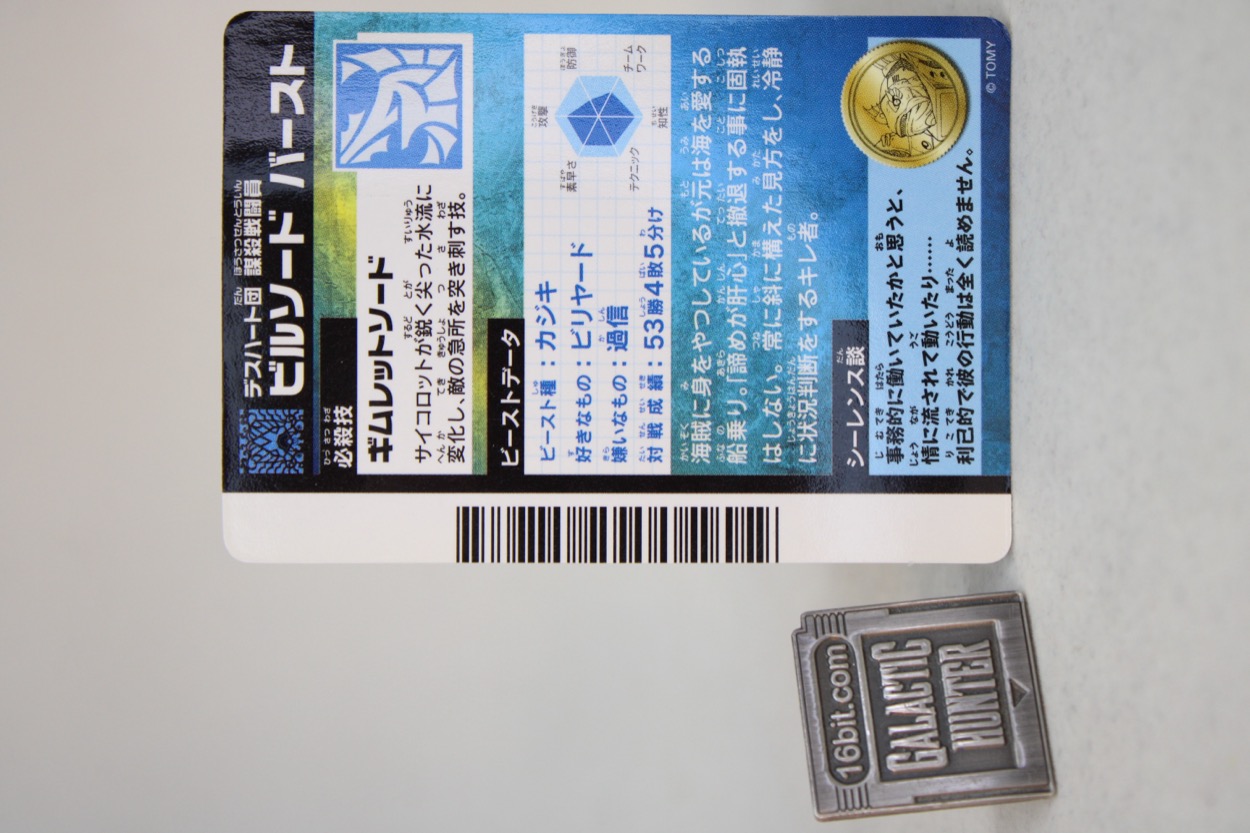 デスハート団 謀殺戦闘員
ビルソード バースト
必殺技
ギムレットソード
サイコロットが鋭く尖った水流に
変化し、敵の急所を突き刺す技。
ビーストデータ
ビースト種：カジキ
好きなもの：ビリヤード
嫌いなもの：過信
対戦成績：53勝4敗5分け
攻撃
防御
チームワーク
知性
テクニック
素早さ
海賊に身をやつしているが元は海を愛する
船乗り。「諦めが肝心」と撤退する事に固執
はしない。常に斜に構えた見方をし、冷静
に状況判断をするキレ者。
シーレンス談
事務的に働いていたかと思うと、
情に流されて動いたり……
利己的で彼の行動は全く読めません。
© TOMY
16bit.com
GALACTIC
HUNTER